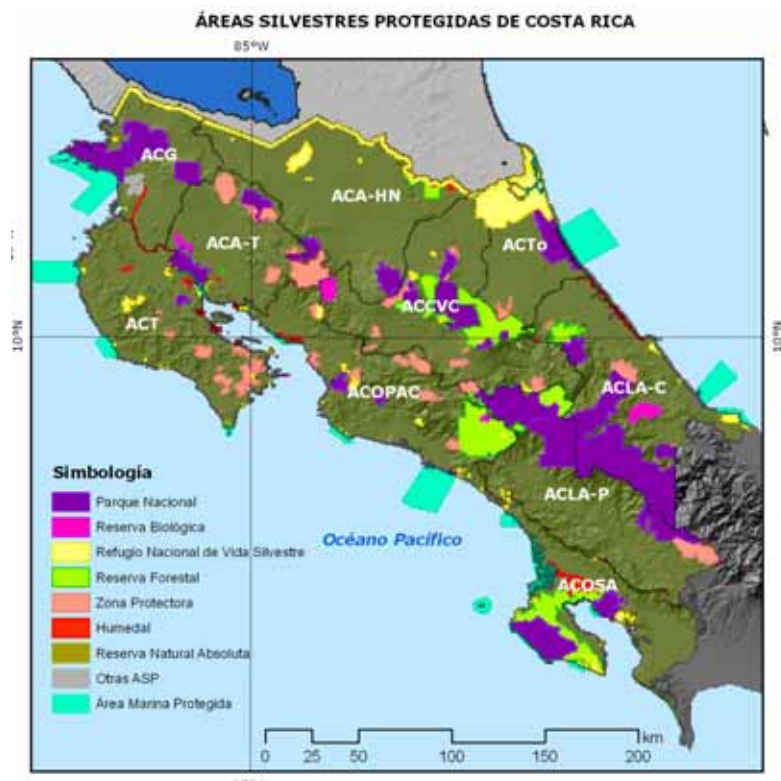 ÁREAS SILVESTRES PROTEGIDAS DE COSTA RICA
85°W
ACG
ACA-HN
ACTo
ACA-T
ACCVC
10°N
10°N
ACT
ACOPAC
ACLA-C
ACLA-P
Océano Pacífico
ACOSA
Simbología
Parque Nacional
Reserva Biológica
Refugio Nacional de Vida Silvestre
Reserva Forestal
Zona Protectora
Humedal
Reserva Natural Absoluta
Otras ASP
Área Marina Protegida
km
0 25 50 100 150 200